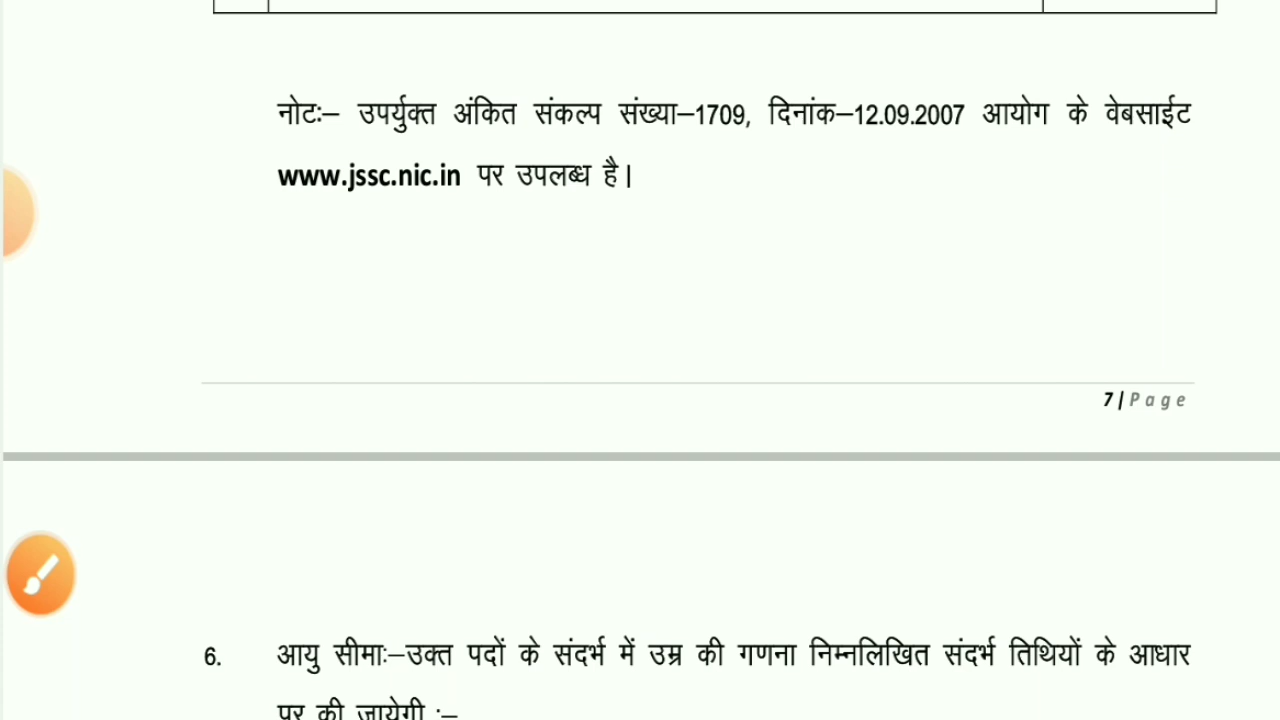 नोटः– उपर्युक्त अंकित संकल्प संख्या–1709, दिनांक–12.09.2007 आयोग के वेबसाईट
www.jssc.nic.in पर उपलब्ध है।
7 | P a g e
6. आयु सीमाः–उक्त पदों के संदर्भ में उम्र की गणना निम्नलिखित संदर्भ तिथियों के आधार
पर की जायेगी :–